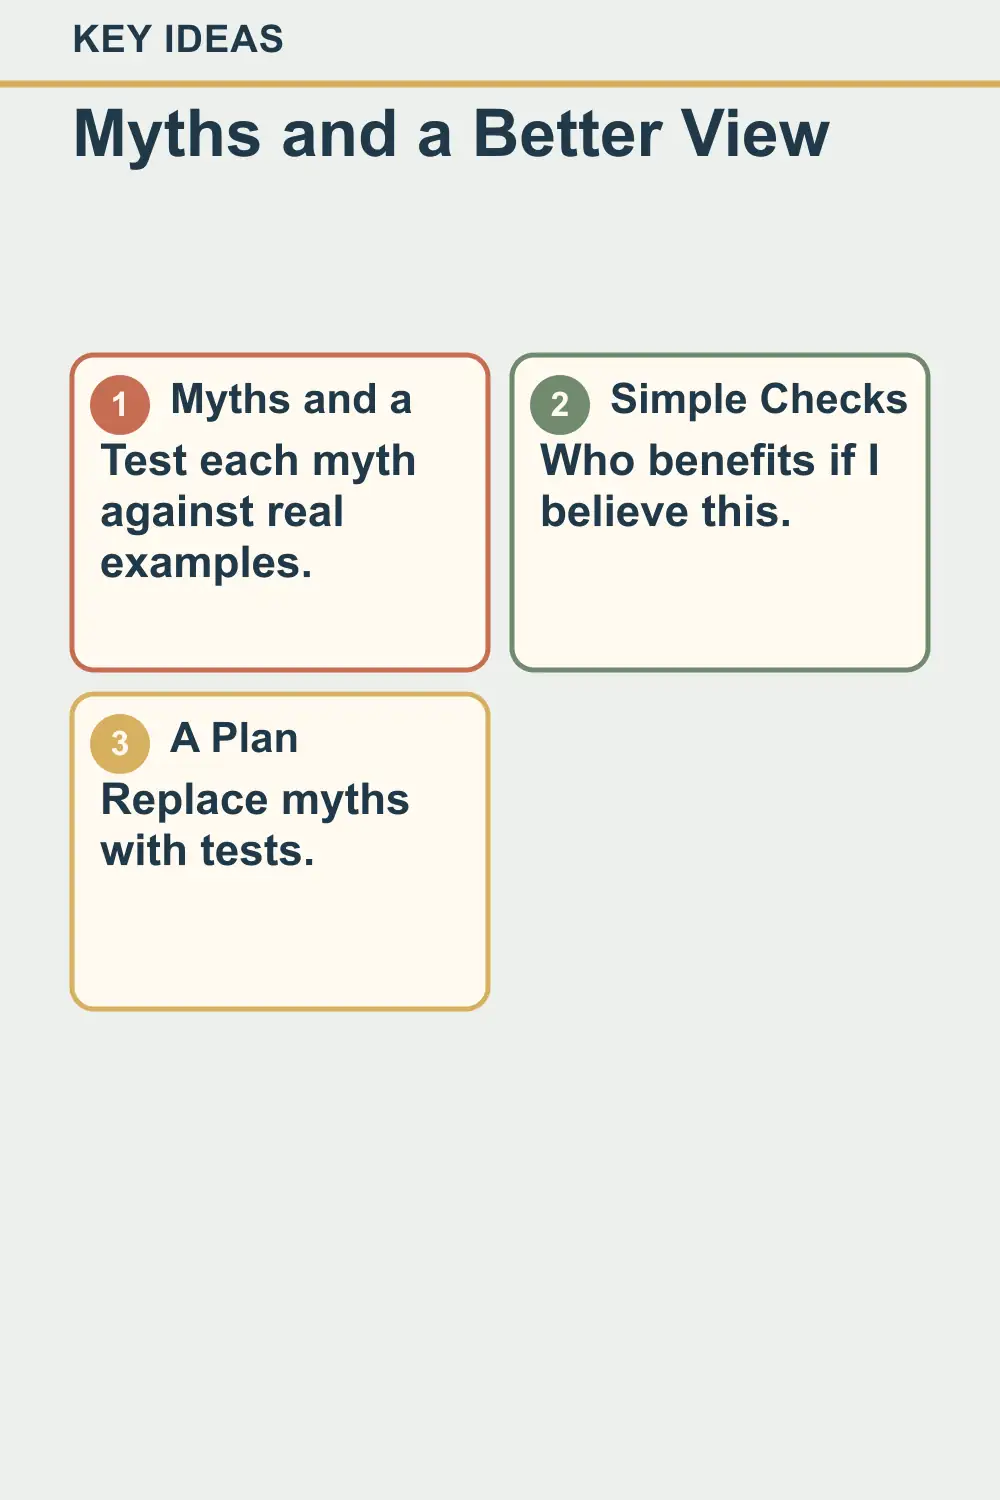 KEY IDEAS
Myths and a Better View
1 Myths and a
Test each myth
against real
examples.
2 Simple Checks
Who benefits if I
believe this.
3 A Plan
Replace myths
with tests.